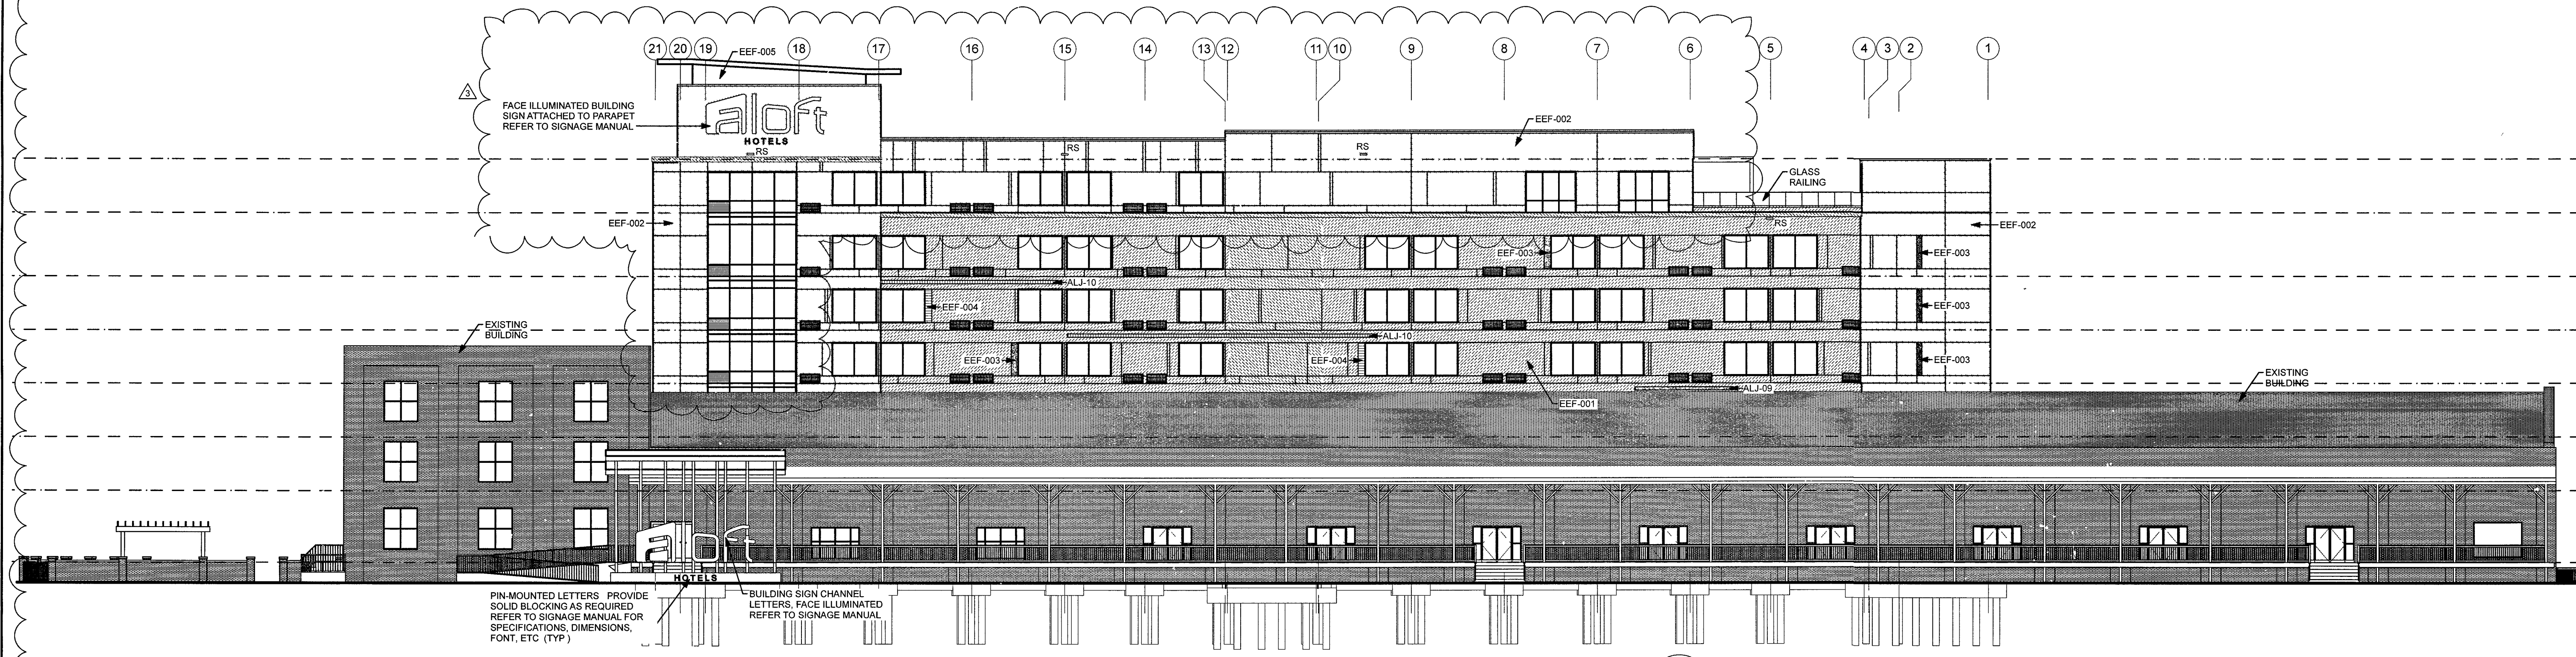 21 20 19 18 17 16 15 14 13 12 11 10 9 8 7 6 5 4 3 2 1
EEF-005
3
FACE ILLUMINATED BUILDING
SIGN ATTACHED TO PARAPET
REFER TO SIGNAGE MANUAL
aloft
HOTELS
RS
RS
RS
EEF-002
GLASS
RAILING
EEF-002
RS
EEF-002
EEF-003
EEF-003
ALJ-10
EEF-004
EEF-003
EXISTING
BUILDING
ALJ-10
EEF-003
EEF-004
EEF-003
EXISTING
BUILDING
ALJ-09
EEF-001
aloft
HOTELS
PIN-MOUNTED LETTERS PROVIDE
SOLID BLOCKING AS REQUIRED
REFER TO SIGNAGE MANUAL FOR
SPECIFICATIONS, DIMENSIONS,
FONT, ETC (TYP )
BUILDING SIGN CHANNEL
LETTERS, FACE ILLUMINATED
REFER TO SIGNAGE MANUAL